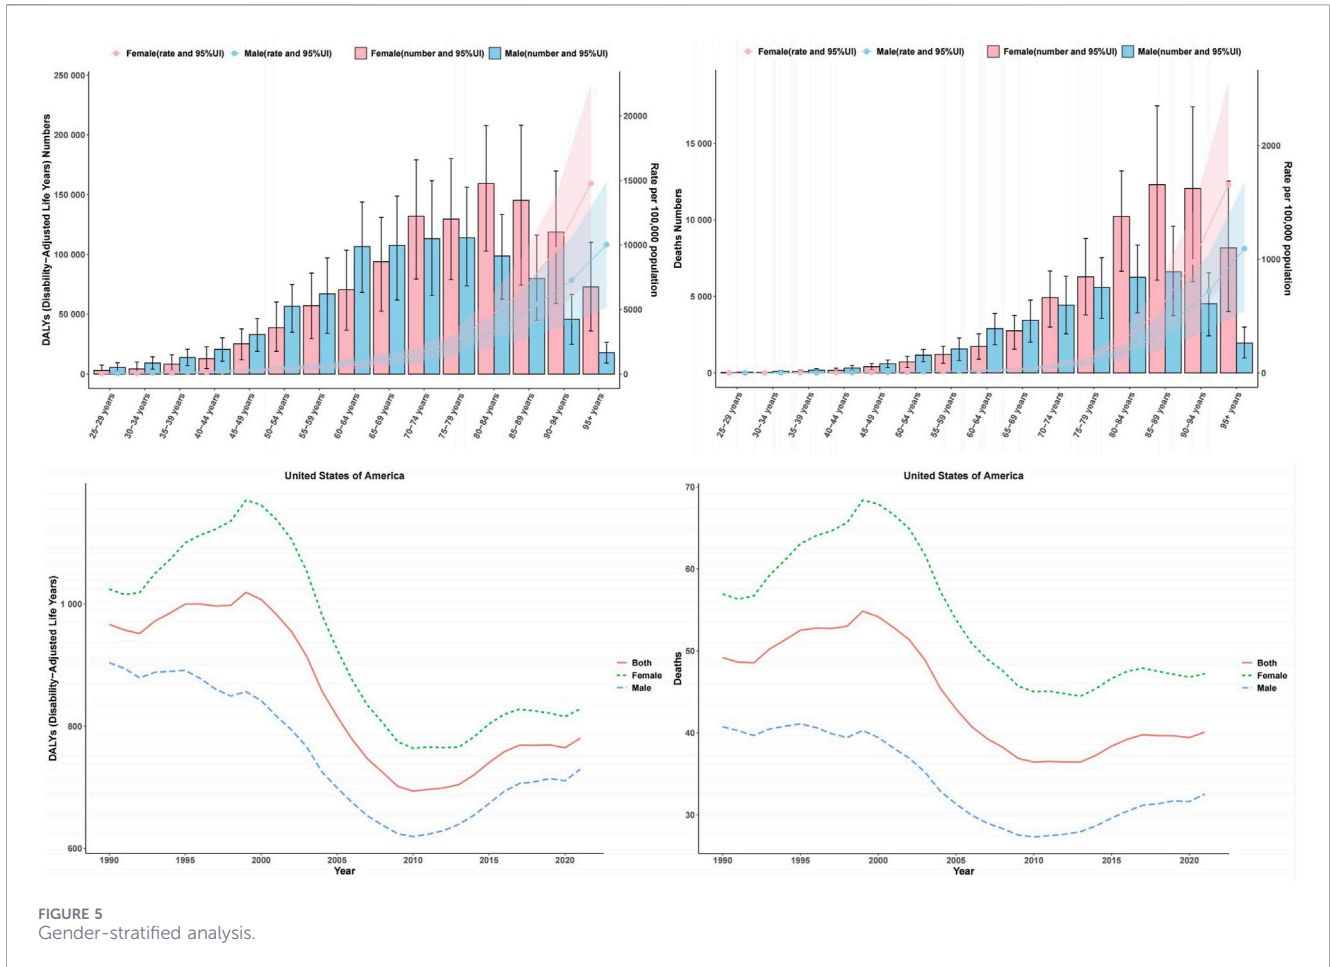 Female(rate and 95%UI) Male(rate and 95%UI) Female(number and 95%UI) Male(number and 95%UI)
DALYs (Disability−Adjusted Life Years) Numbers
250 000
200 000
150 000
100 000
50 000
0
20000
15000
10000
5000
0
Rate per 100,000 population
25−29 years
30−34 years
35−39 years
40−44 years
45−49 years
50−54 years
55−59 years
60−64 years
65−69 years
70−74 years
75−79 years
80−84 years
85−89 years
90−94 years
95+ years
Female(rate and 95%UI) Male(rate and 95%UI) Female(number and 95%UI) Male(number and 95%UI)
Deaths Numbers
15 000
10 000
5 000
0
2000
1000
0
Rate per 100,000 population
25−29 years
30−34 years
35−39 years
40−44 years
45−49 years
50−54 years
55−59 years
60−64 years
65−69 years
70−74 years
75−79 years
80−84 years
85−89 years
90−94 years
95+ years
United States of America
DALYs (Disability−Adjusted Life Years)
1 000
800
600
1990 1995 2000 2005 2010 2015 2020
Year
Both
Female
Male
United States of America
Deaths
70
60
50
40
30
1990 1995 2000 2005 2010 2015 2020
Year
Both
Female
Male
FIGURE 5
Gender-stratified analysis.